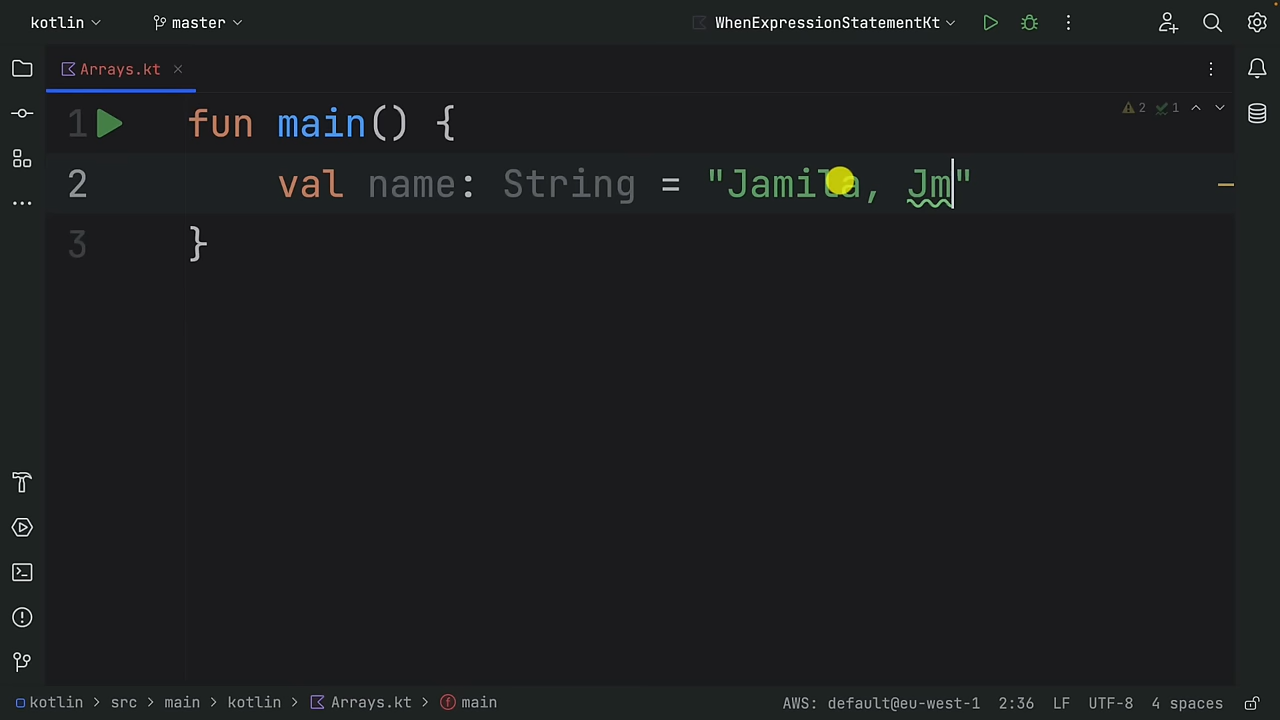 kotlin master WhenExpressionStatementKt
Arrays.kt
1 fun main() { 2 1
2 val name: String = "Jamila, Jm"
3 }
kotlin > src > main > kotlin > Arrays.kt > main AWS: default@eu-west-1 2:36 LF UTF-8 4 spaces